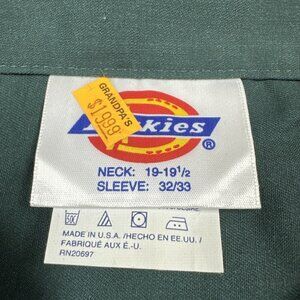 GRANDPA'S
$19.99
Dickies
®
NECK: 19-19½
SLEEVE: 32/33
MADE IN U.S.A. /HECHO EN EE.UU. /
FABRIQUÉ AUX É.-U.
RN20697